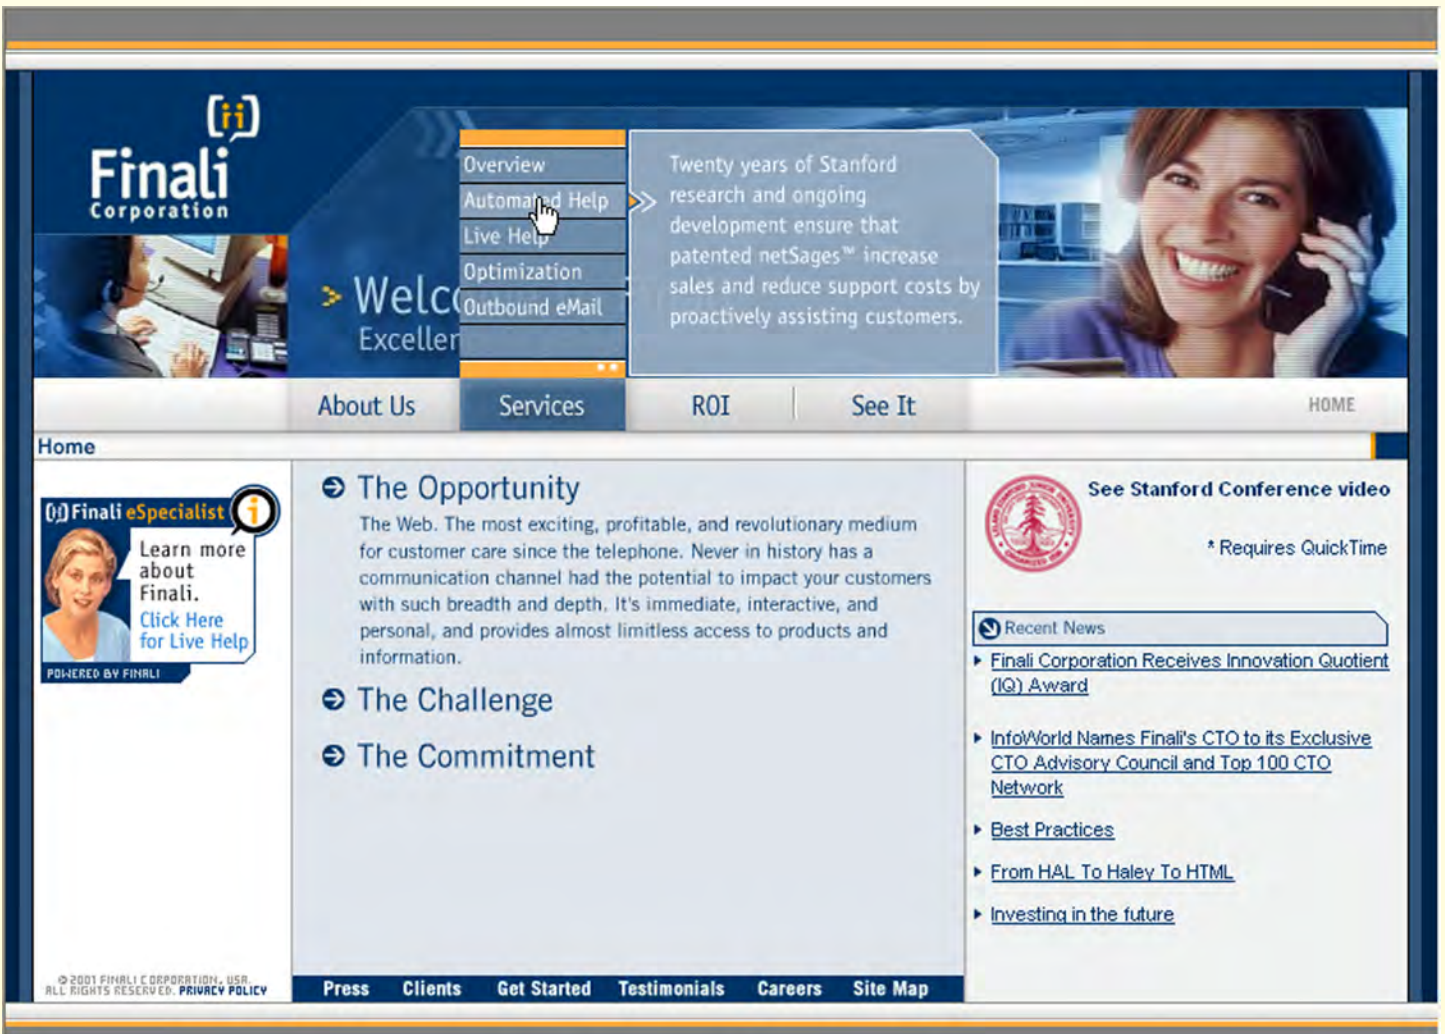 [ii]
Finali
Corporation
Overview
Automated Help
Live Help
Optimization
Outbound eMail
Twenty years of Stanford
research and ongoing
development ensure that
patented netSages™ increase
sales and reduce support costs by
proactively assisting customers.
> Welc
Exceller
About Us
Services
ROI
See It
HOME
Home
[ii] Finali eSpecialist i
Learn more
about
Finali.
Click Here
for Live Help
POWERED BY FINALI
©2001 FINALI CORPORATION, USA.
ALL RIGHTS RESERVED. PRIVACY POLICY
The Opportunity
The Web. The most exciting, profitable, and revolutionary medium
for customer care since the telephone. Never in history has a
communication channel had the potential to impact your customers
with such breadth and depth. It's immediate, interactive, and
personal, and provides almost limitless access to products and
information.
The Challenge
The Commitment
See Stanford Conference video
* Requires QuickTime
Recent News
Finali Corporation Receives Innovation Quotient
(IQ) Award
InfoWorld Names Finali's CTO to its Exclusive
CTO Advisory Council and Top 100 CTO
Network
Best Practices
From HAL To Haley To HTML
Investing in the future
Press Clients Get Started Testimonials Careers Site Map